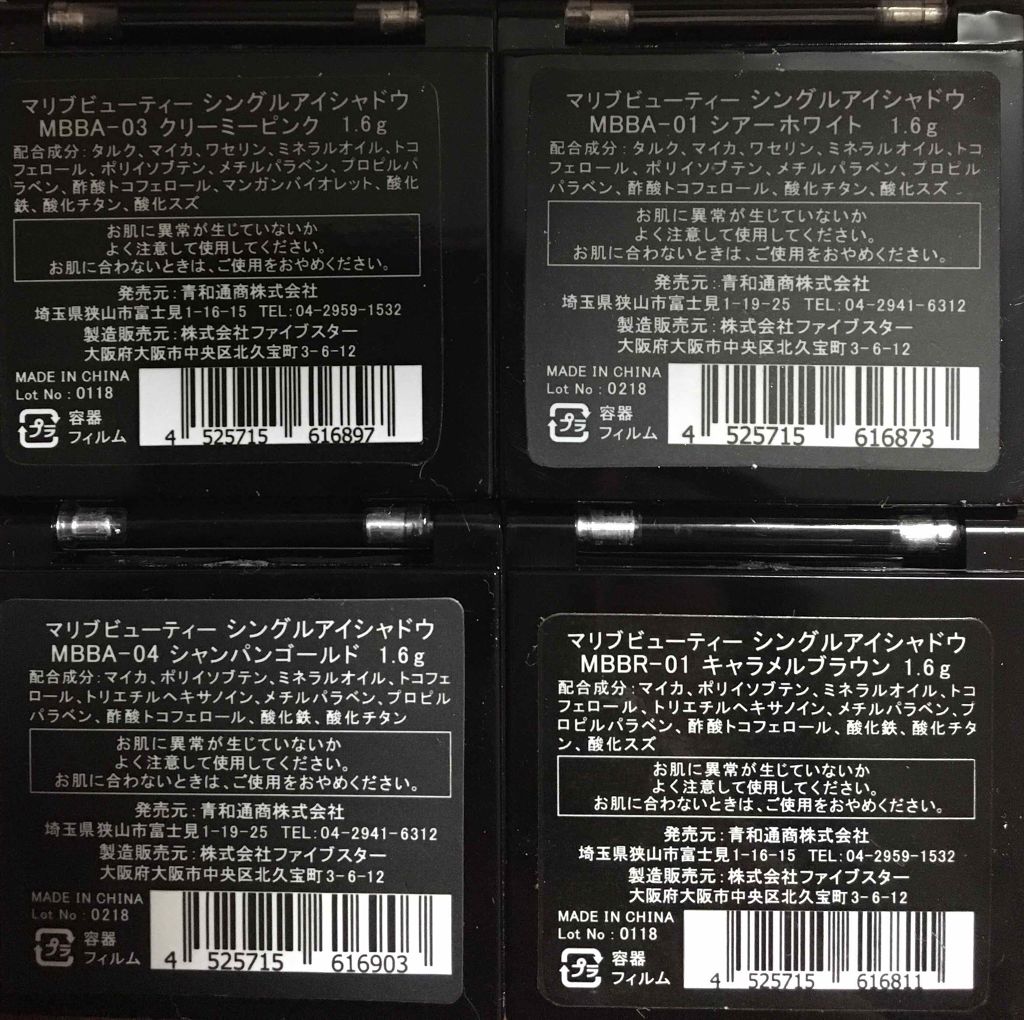 マリブビューティー シングルアイシャドウ
MBBA-03 クリーミーピンク 1.6g
配合成分:タルク、マイカ、ワセリン、ミネラルオイル、トコ
フェロール、ポリイソブテン、メチルパラベン、プロピルパ
ラベン、酢酸トコフェロール、マンガンバイオレット、酸化
鉄、酸化チタン、酸化スズ
お肌に異常が生じていないか
よく注意して使用してください。
お肌に合わないときは、ご使用をおやめください。
発売元:青和通商株式会社
埼玉県狭山市富士見1-16-15 TEL:04-2959-1532
製造販売元:株式会社ファイブスター
大阪府大阪市中央区北久宝町3-6-12
MADE IN CHINA
Lot No : 0118
プラ 容器
フィルム
4 525715 616897
マリブビューティー シングルアイシャドウ
MBBA-01 シアーホワイト 1.6g
配合成分:タルク、マイカ、ワセリン、ミネラルオイル、トコ
フェロール、ポリイソブテン、メチルパラベン、プロピル
パラベン、酢酸トコフェロール、酸化チタン、酸化スズ
お肌に異常が生じていないか
よく注意して使用してください。
お肌に合わないときは、ご使用をおやめください。
発売元:青和通商株式会社
埼玉県狭山市富士見1-19-25 TEL:04-2941-6312
製造販売元:株式会社ファイブスター
大阪府大阪市中央区北久宝町3-6-12
MADE IN CHINA
Lot No : 0218
プラ 容器
フィルム
4 525715 616873
マリブビューティー シングルアイシャドウ
MBBA-04 シャンパンゴールド 1.6g
配合成分:マイカ、ポリイソブテン、ミネラルオイル、トコフェ
ロール、トリエチルヘキサノイン、メチルパラベン、プロピル
パラベン、酢酸トコフェロール、酸化鉄、酸化チタン
お肌に異常が生じていないか
よく注意して使用してください。
お肌に合わないときは、ご使用をおやめください。
発売元:青和通商株式会社
埼玉県狭山市富士見1-19-25 TEL:04-2941-6312
製造販売元:株式会社ファイブスター
大阪府大阪市中央区北久宝町3-6-12
MADE IN CHINA
Lot No : 0218
プラ 容器
フィルム
4 525715 616903
マリブビューティー シングルアイシャドウ
MBBR-01 キャラメルブラウン 1.6g
配合成分:マイカ、ポリイソブテン、ミネラルオイル、トコ
フェロール、トリエチルヘキサノイン、メチルパラベン、プ
ロピルパラベン、酢酸トコフェロール、酸化鉄、酸化チタ
ン、酸化スズ
お肌に異常が生じていないか
よく注意して使用してください。
お肌に合わないときは、ご使用をおやめください。
発売元:青和通商株式会社
埼玉県狭山市富士見1-16-15 TEL:04-2959-1532
製造販売元:株式会社ファイブスター
大阪府大阪市中央区北久宝町3-6-12
MADE IN CHINA
Lot No : 0118
プラ 容器
フィルム
4 525715 616811